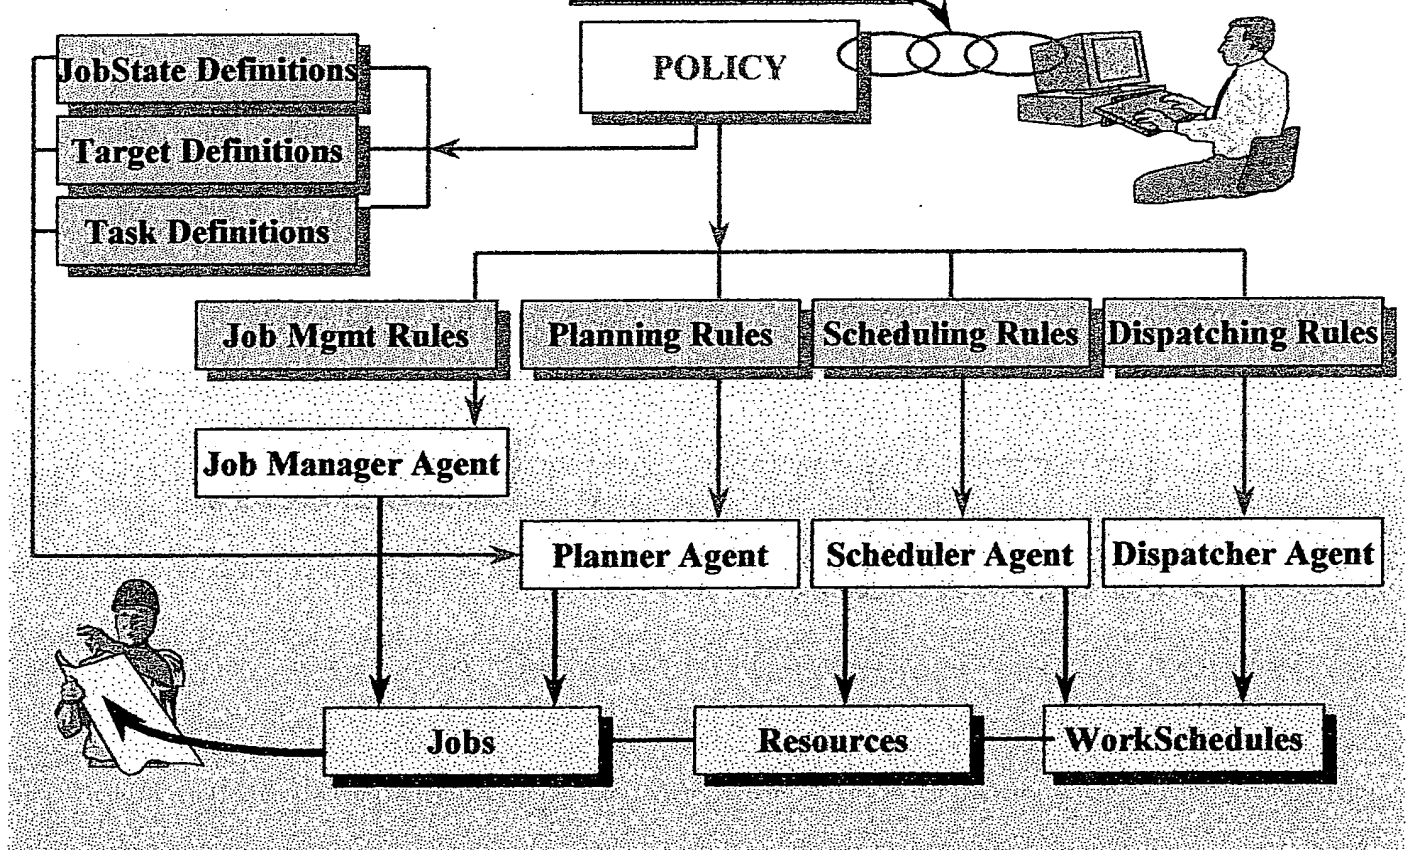 POLICY
JobState Definitions
Target Definitions
Task Definitions
Job Mgmt Rules
Planning Rules
Scheduling Rules
Dispatching Rules
Job Manager Agent
Planner Agent
Scheduler Agent
Dispatcher Agent
Jobs
Resources
WorkSchedules